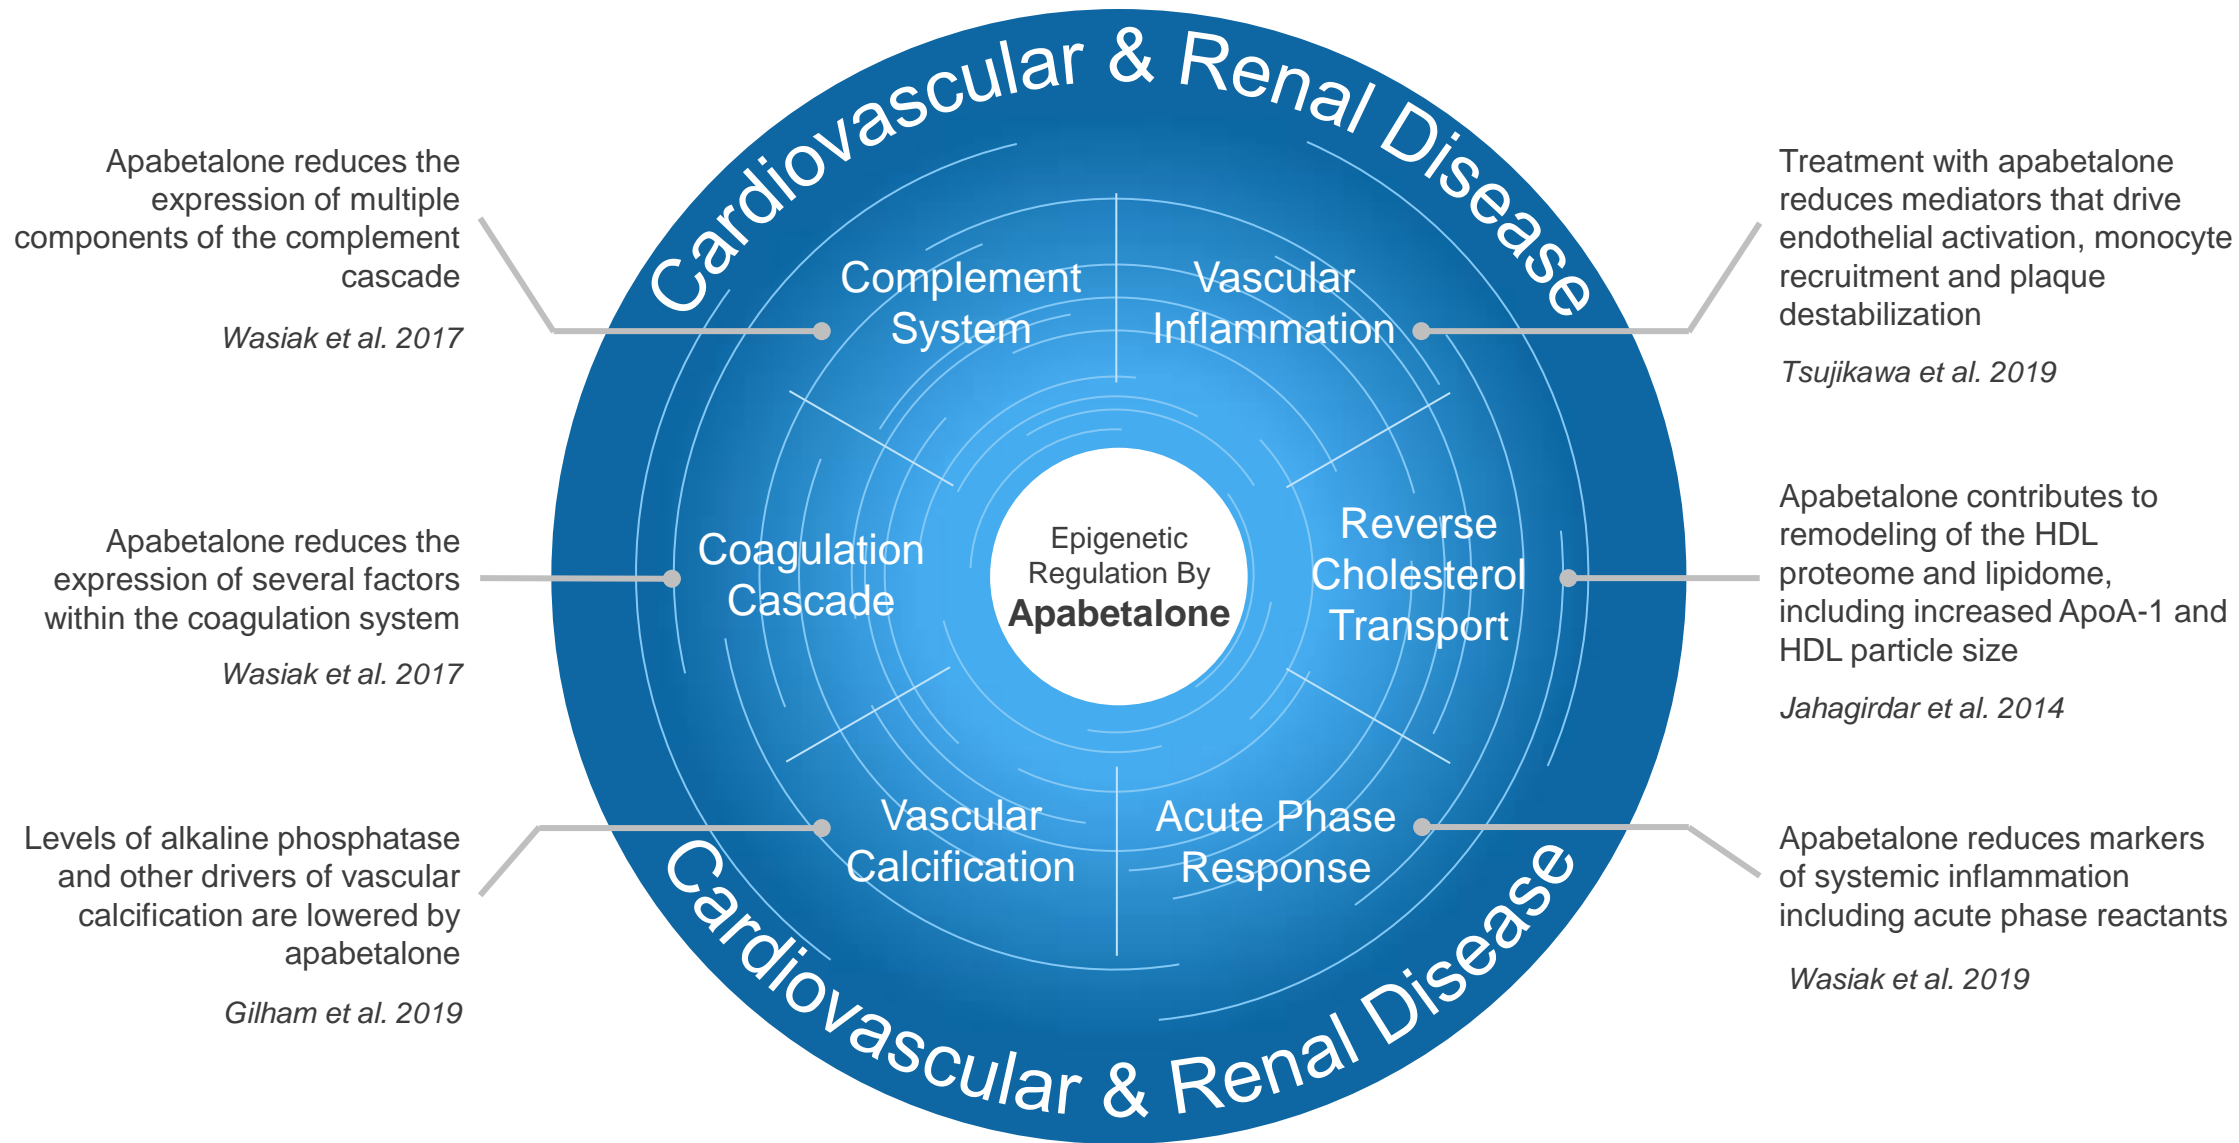 Cardiovascular & Renal Disease
Apabetalone reduces the
expression of multiple
components of the complement
cascade
Wasiak et al. 2017
Apabetalone reduces the
expression of several factors
within the coagulation system
Wasiak et al. 2017
Levels of alkaline phosphatase
and other drivers of vascular
calcification are lowered by
apabetalone
Gilham et al. 2019
Complement
System
Vascular
Inflammation
Coagulation
Cascade
Epigenetic
Regulation By
Apabetalone
Reverse
Cholesterol
Transport
Vascular
Calcification
Acute Phase
Response
Treatment with apabetalone
reduces mediators that drive
endothelial activation, monocyte
recruitment and plaque
destabilization
Tsujikawa et al. 2019
Apabetalone contributes to
remodeling of the HDL
proteome and lipidome,
including increased ApoA-1 and
HDL particle size
Jahagirdar et al. 2014
Apabetalone reduces markers
of systemic inflammation
including acute phase reactants
Wasiak et al. 2019
Cardiovascular & Renal Disease